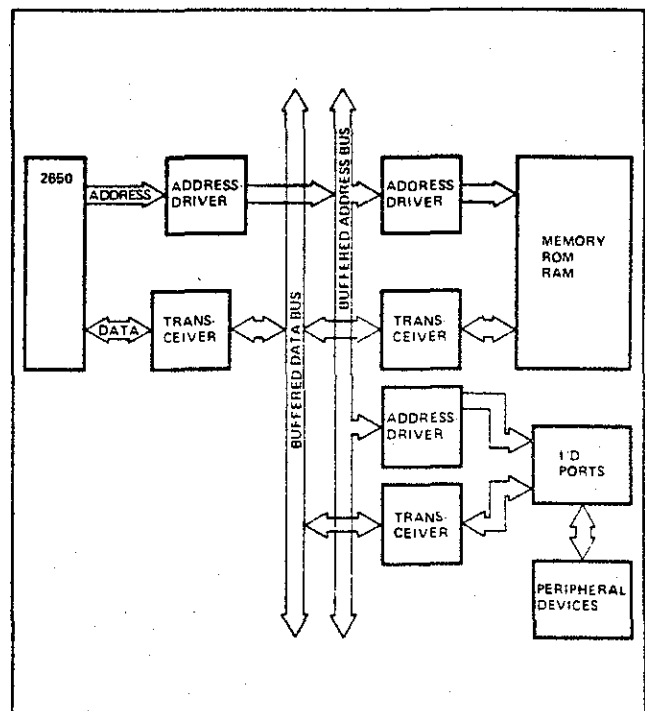 2650
ADDRESS
ADDRESS
DRIVER
BUFFERED ADDRESS BUS
ADDRESS
DRIVER
MEMORY
ROM
RAM
DATA
TRANS-
CEIVER
BUFFERED DATA BUS
TRANS-
CEIVER
ADDRESS
DRIVER
I/O
PORTS
TRANS-
CEIVER
PERIPHERAL
DEVICES